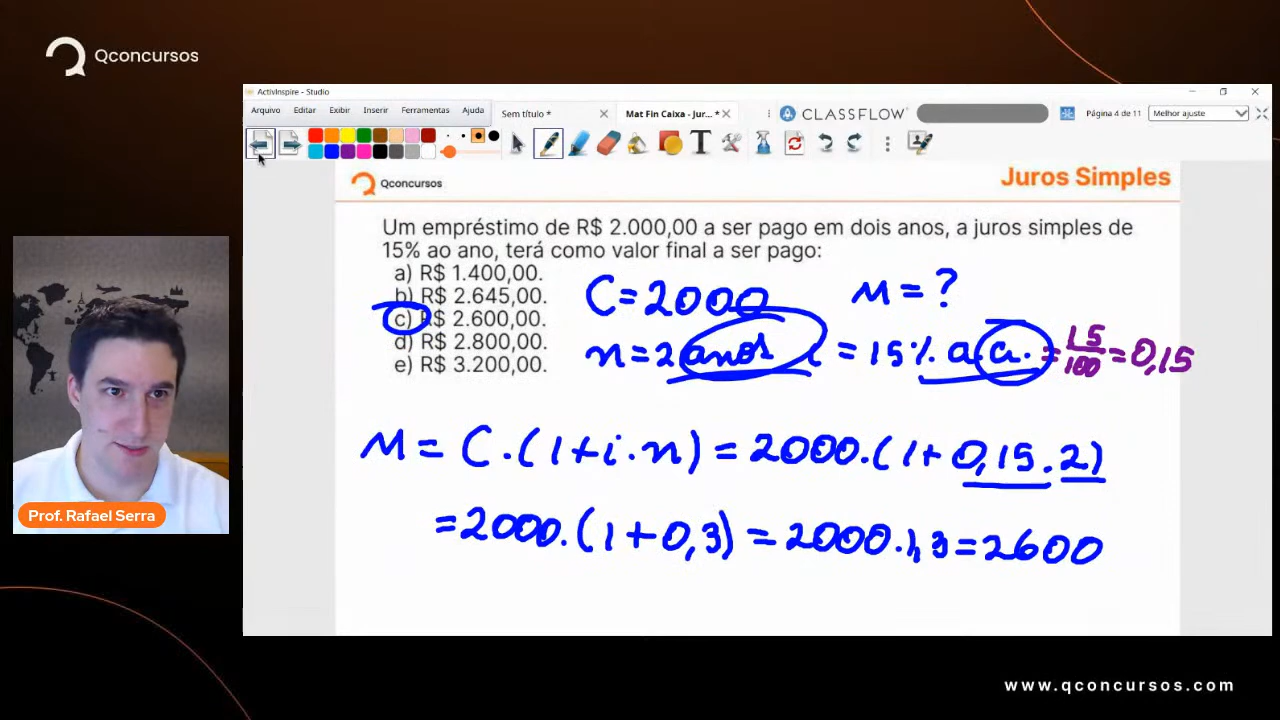 Qconcursos
ActivInspire - Studio
Arquivo Editar Exibir Inserir Ferramentas Ajuda
Sem título * Mat Fin Caixa - Jur... *
CLASSFLOW
Página 4 de 11 Melhor ajuste
Qconcursos
Juros Simples
Um empréstimo de R$ 2.000,00 a ser pago em dois anos, a juros simples de
15% ao ano, terá como valor final a ser pago:
a) R$ 1.400,00.
b) R$ 2.645,00.
c) R$ 2.600,00.
d) R$ 2.800,00.
e) R$ 3.200,00.
C=2000 M=?
n=2 anos i=15% a.a. = 15/100 = 0,15
M = C.(1+i.n) = 2000.(1+0,15.2)
=2000.(1+0,3) = 2000.1,3 = 2600
Prof. Rafael Serra
www.qconcursos.com